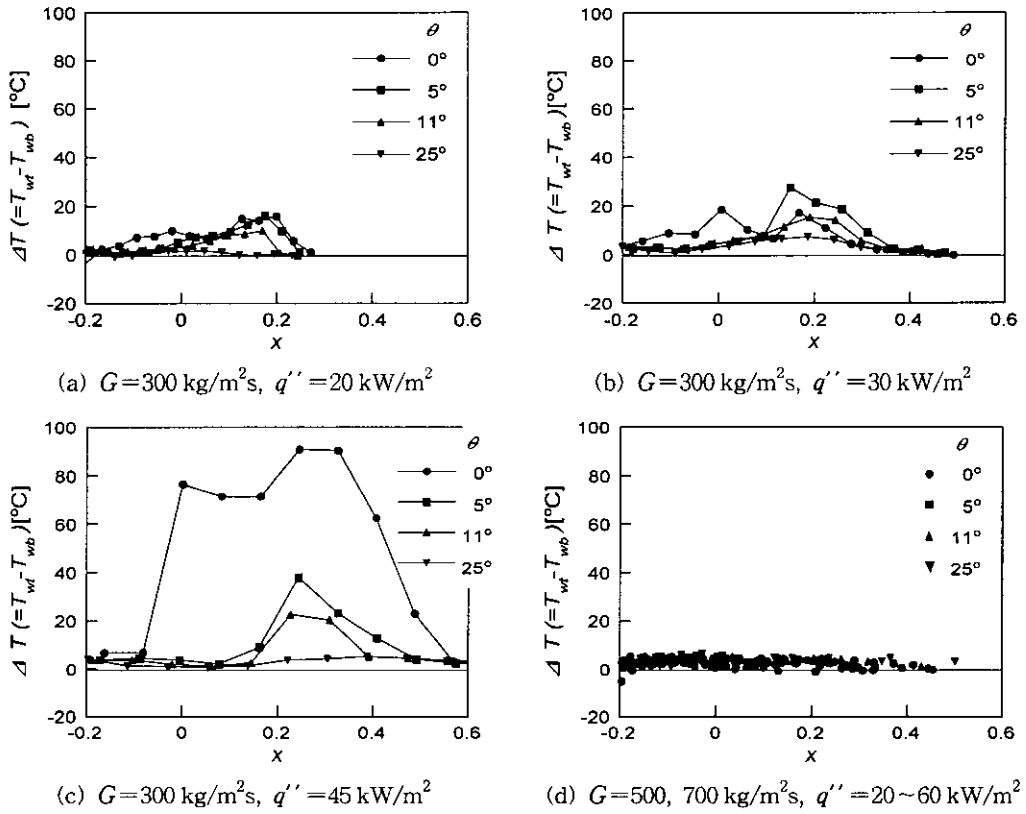 100
80
60
40
20
0
-20
ΔT (=T_wt-T_wb) [°C]
θ
0°
5°
11°
25°
-0.2 0 0.2 0.4 0.6
x
(a) G=300 kg/m²s, q''=20 kW/m²
100
80
60
40
20
0
-20
ΔT (=T_wt-T_wb)[°C]
θ
0°
5°
11°
25°
-0.2 0 0.2 0.4 0.6
x
(b) G=300 kg/m²s, q''=30 kW/m²
100
80
60
40
20
0
-20
ΔT (=T_wt-T_wb)[°C]
θ
0°
5°
11°
25°
-0.2 0 0.2 0.4 0.6
x
(c) G=300 kg/m²s, q''=45 kW/m²
100
80
60
40
20
0
-20
ΔT (=T_wt-T_wb)[°C]
θ
0°
5°
11°
25°
-0.2 0 0.2 0.4 0.6
x
(d) G=500, 700 kg/m²s, q''=20~60 kW/m²